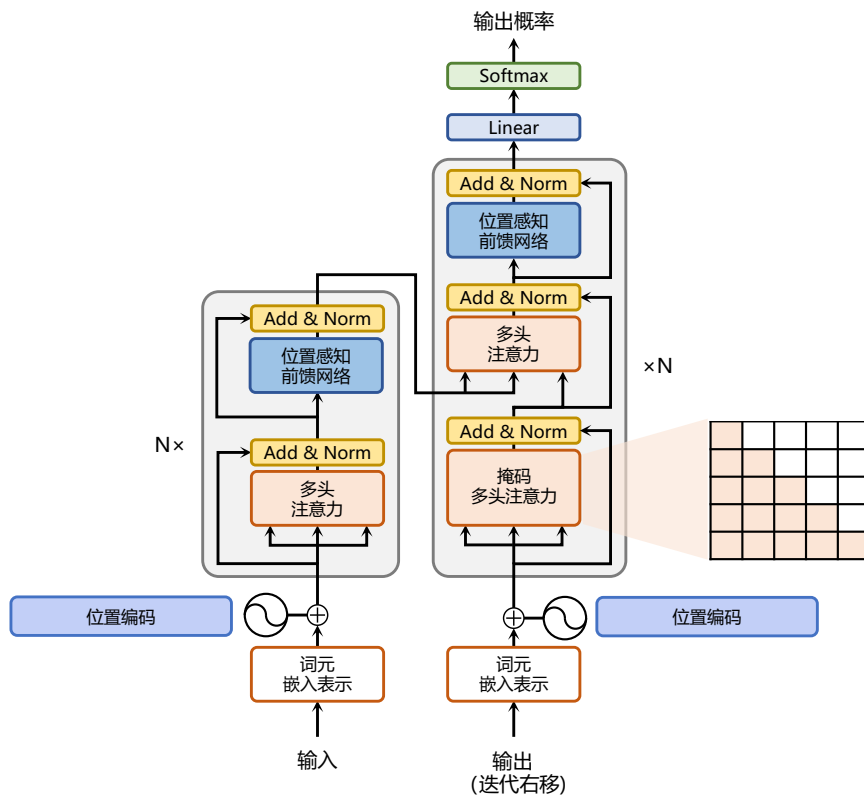 输出概率
Softmax
Linear
Add & Norm
位置感知
前馈网络
Add & Norm
多头
注意力
×N
Add & Norm
掩码
多头注意力
Add & Norm
位置感知
前馈网络
N×
Add & Norm
多头
注意力
位置编码
位置编码
词元
嵌入表示
词元
嵌入表示
输入
输出
(迭代右移)